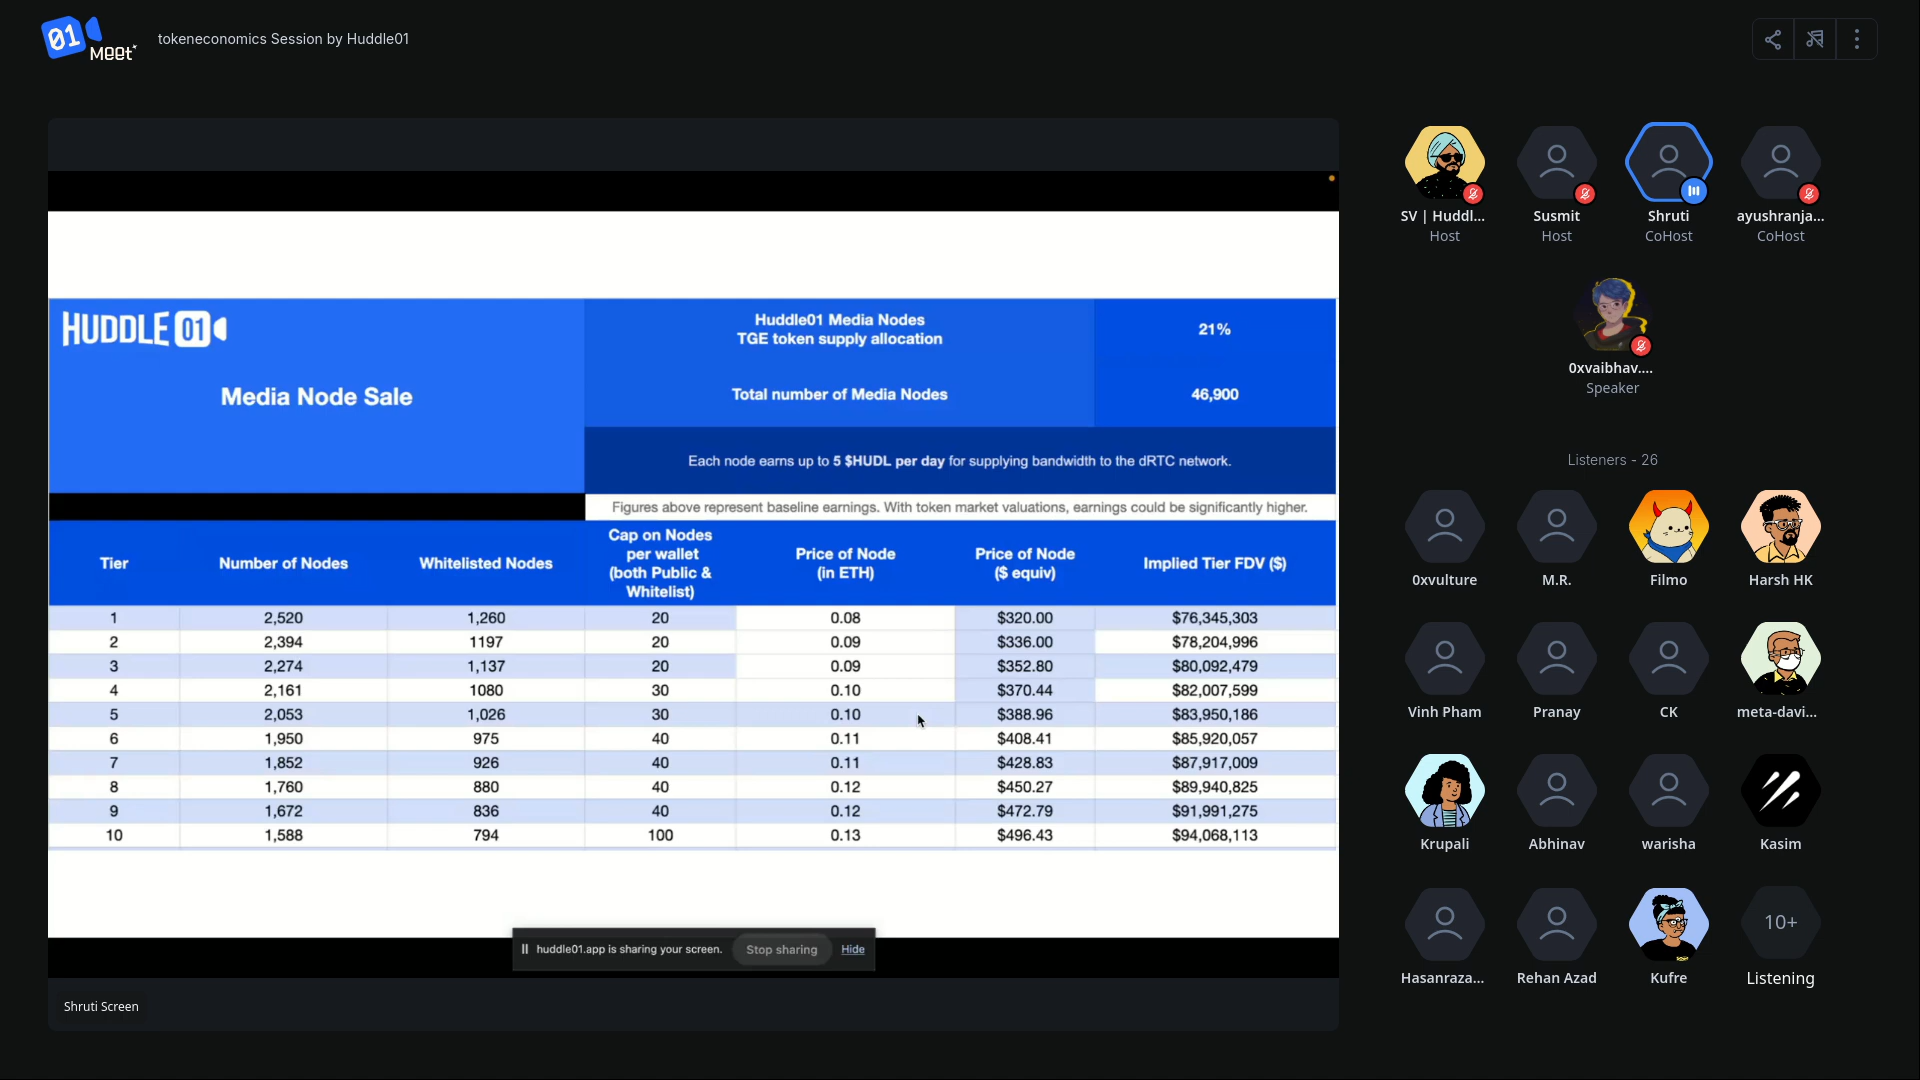 01 Meet
tokeneconomics Session by Huddle01
HUDDLE 01
Media Node Sale
Huddle01 Media Nodes
TGE token supply allocation
21%
Total number of Media Nodes
46,900
Each node earns up to 5 $HUDL per day for supplying bandwidth to the dRTC network.
Figures above represent baseline earnings. With token market valuations, earnings could be significantly higher.
Tier
Number of Nodes
Whitelisted Nodes
Cap on Nodes
per wallet
(both Public &
Whitelist)
Price of Node
(in ETH)
Price of Node
($ equiv)
Implied Tier FDV ($)
1 2,520 1,260 20 0.08 $320.00 $76,345,303
2 2,394 1197 20 0.09 $336.00 $78,204,996
3 2,274 1,137 20 0.09 $352.80 $80,092,479
4 2,161 1080 30 0.10 $370.44 $82,007,599
5 2,053 1,026 30 0.10 $388.96 $83,950,186
6 1,950 975 40 0.11 $408.41 $85,920,057
7 1,852 926 40 0.11 $428.83 $87,917,009
8 1,760 880 40 0.12 $450.27 $89,940,825
9 1,672 836 40 0.12 $472.79 $91,991,275
10 1,588 794 100 0.13 $496.43 $94,068,113
huddle01.app is sharing your screen. Stop sharing Hide
Shruti Screen
SV | Huddl... Susmit Shruti ayushranja...
Host Host CoHost CoHost
0xvaibhav....
Speaker
Listeners - 26
0xvulture M.R. Filmo Harsh HK
Vinh Pham Pranay CK meta-davi...
Krupali Abhinav warisha Kasim
10+
Hasanraza... Rehan Azad Kufre Listening